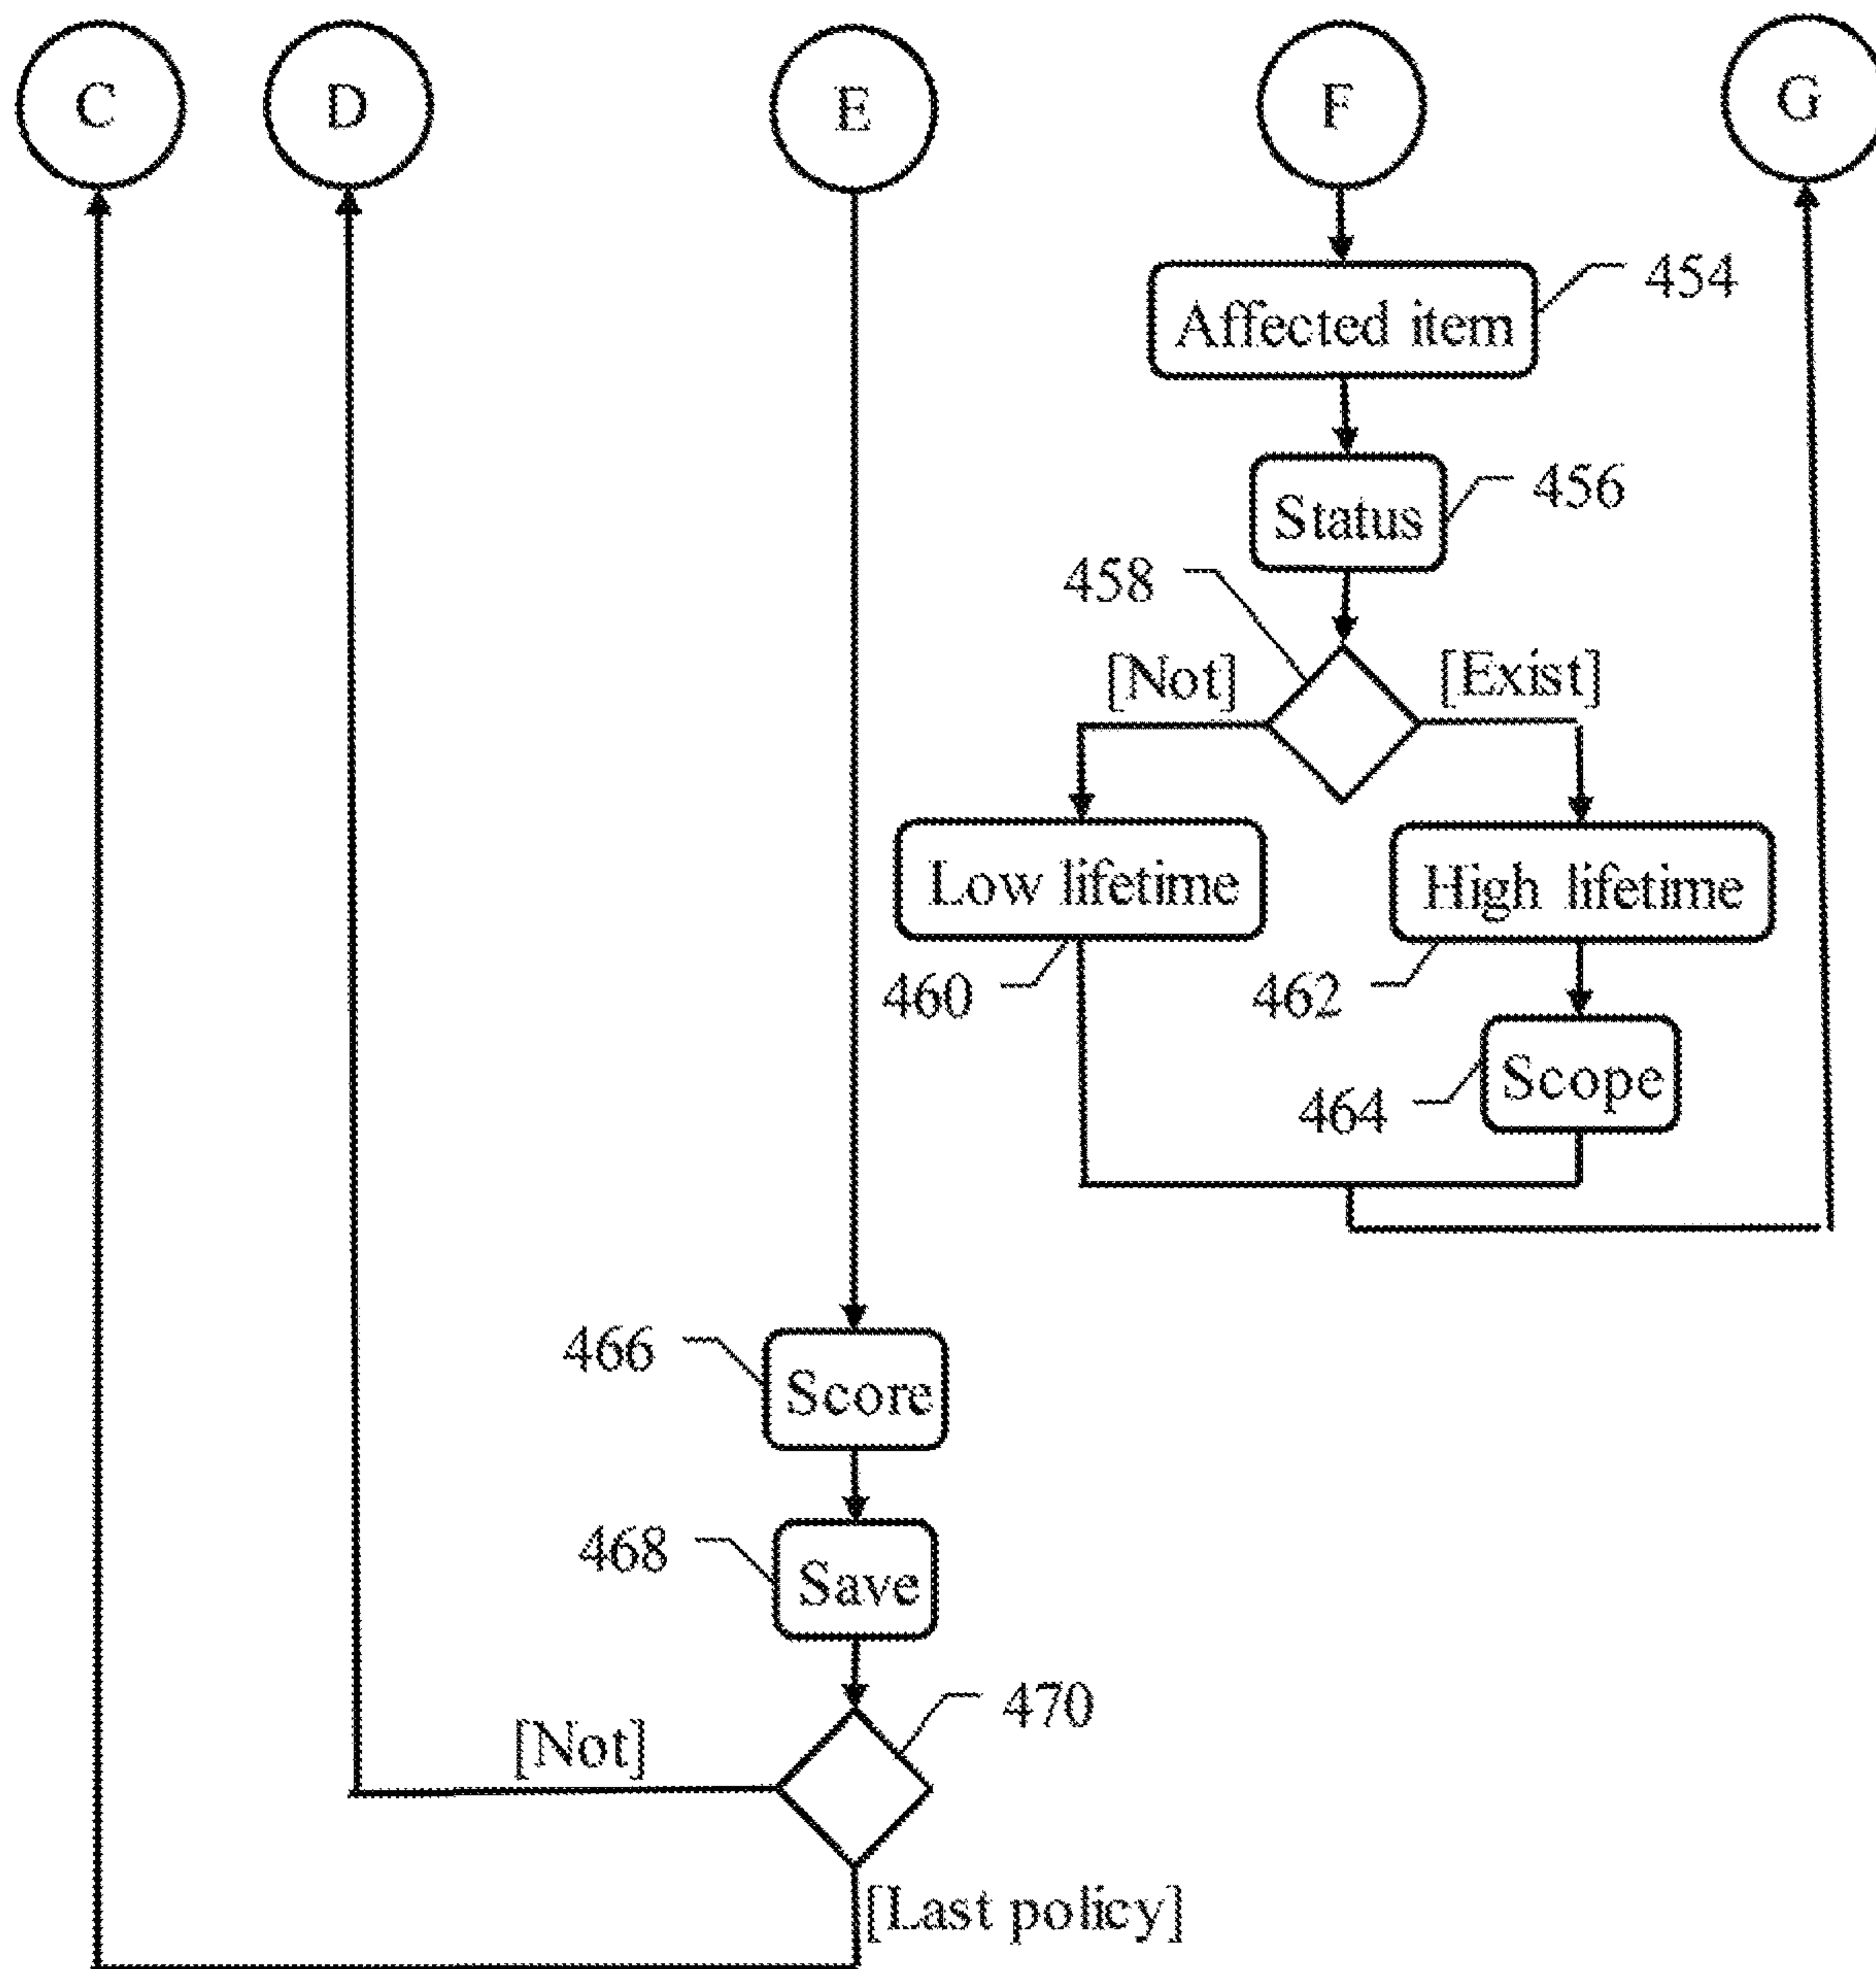 C
D
E
F
G
454
Affected item
456
Status
458
[Not]
[Exist]
Low lifetime
High lifetime
460
462
Scope
464
466
Score
468
Save
470
[Not]
[Last policy]